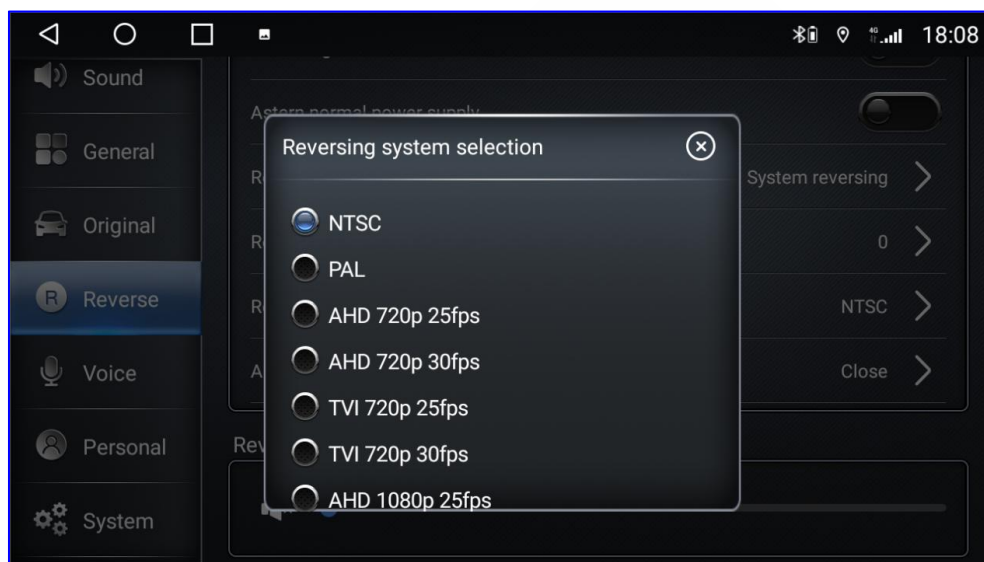 4G
18:08
Sound
Astern normal power supply
General
Reversing system selection
System reversing
NTSC
Original
PAL
0
Reverse
AHD 720p 25fps
NTSC
AHD 720p 30fps
Voice
Close
TVI 720p 25fps
Personal
Rev
TVI 720p 30fps
AHD 1080p 25fps
System